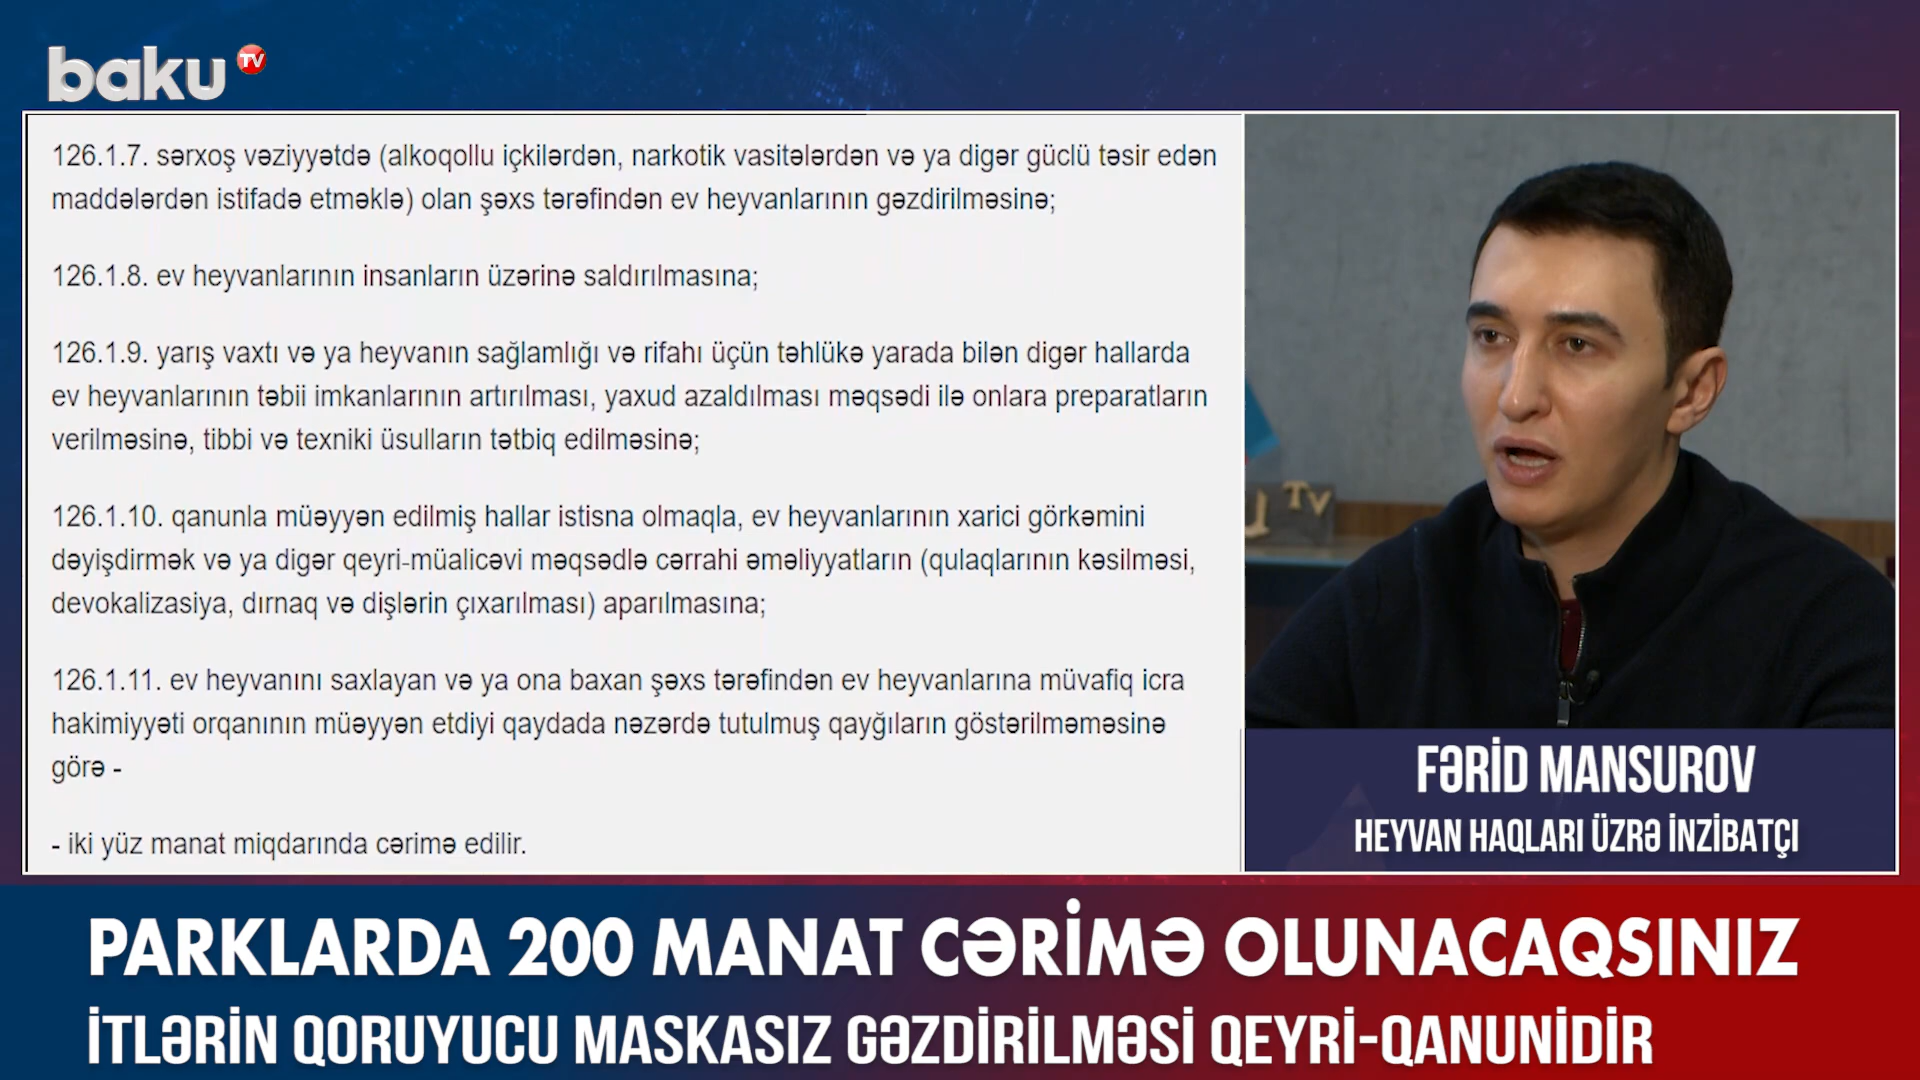 baku TV
126.1.7. sərxoş vəziyyətdə (alkoqollu içkilərdən, narkotik vasitələrdən və ya digər güclü təsir edən
maddələrdən istifadə etməklə) olan şəxs tərəfindən ev heyvanlarının gəzdirilməsinə;
126.1.8. ev heyvanlarının insanların üzərinə saldırılmasına;
126.1.9. yarış vaxtı və ya heyvanın sağlamlığı və rifahı üçün təhlükə yarada bilən digər hallarda
ev heyvanlarının təbii imkanlarının artırılması, yaxud azaldılması məqsədi ilə onlara preparatların
verilməsinə, tibbi və texniki üsulların tətbiq edilməsinə;
126.1.10. qanunla müəyyən edilmiş hallar istisna olmaqla, ev heyvanlarının xarici görkəmini
dəyişdirmək və ya digər qeyri-müalicəvi məqsədlə cərrahi əməliyyatların (qulaqlarının kəsilməsi,
devokalizasiya, dırnaq və dişlərin çıxarılması) aparılmasına;
126.1.11. ev heyvanını saxlayan və ya ona baxan şəxs tərəfindən ev heyvanlarına müvafiq icra
hakimiyyəti orqanının müəyyən etdiyi qaydada nəzərdə tutulmuş qayğıların göstərilməməsinə
görə -
- iki yüz manat miqdarında cərimə edilir.
U TV
FƏRİD MANSUROV
HEYVAN HAQLARI ÜZRƏ İNZİBATÇI
PARKLARDA 200 MANAT CƏRİMƏ OLUNACAQSINIZ
İTLƏRİN QORUYUCU MASKASIZ GƏZDİRİLMƏSİ QEYRİ-QANUNİDİR